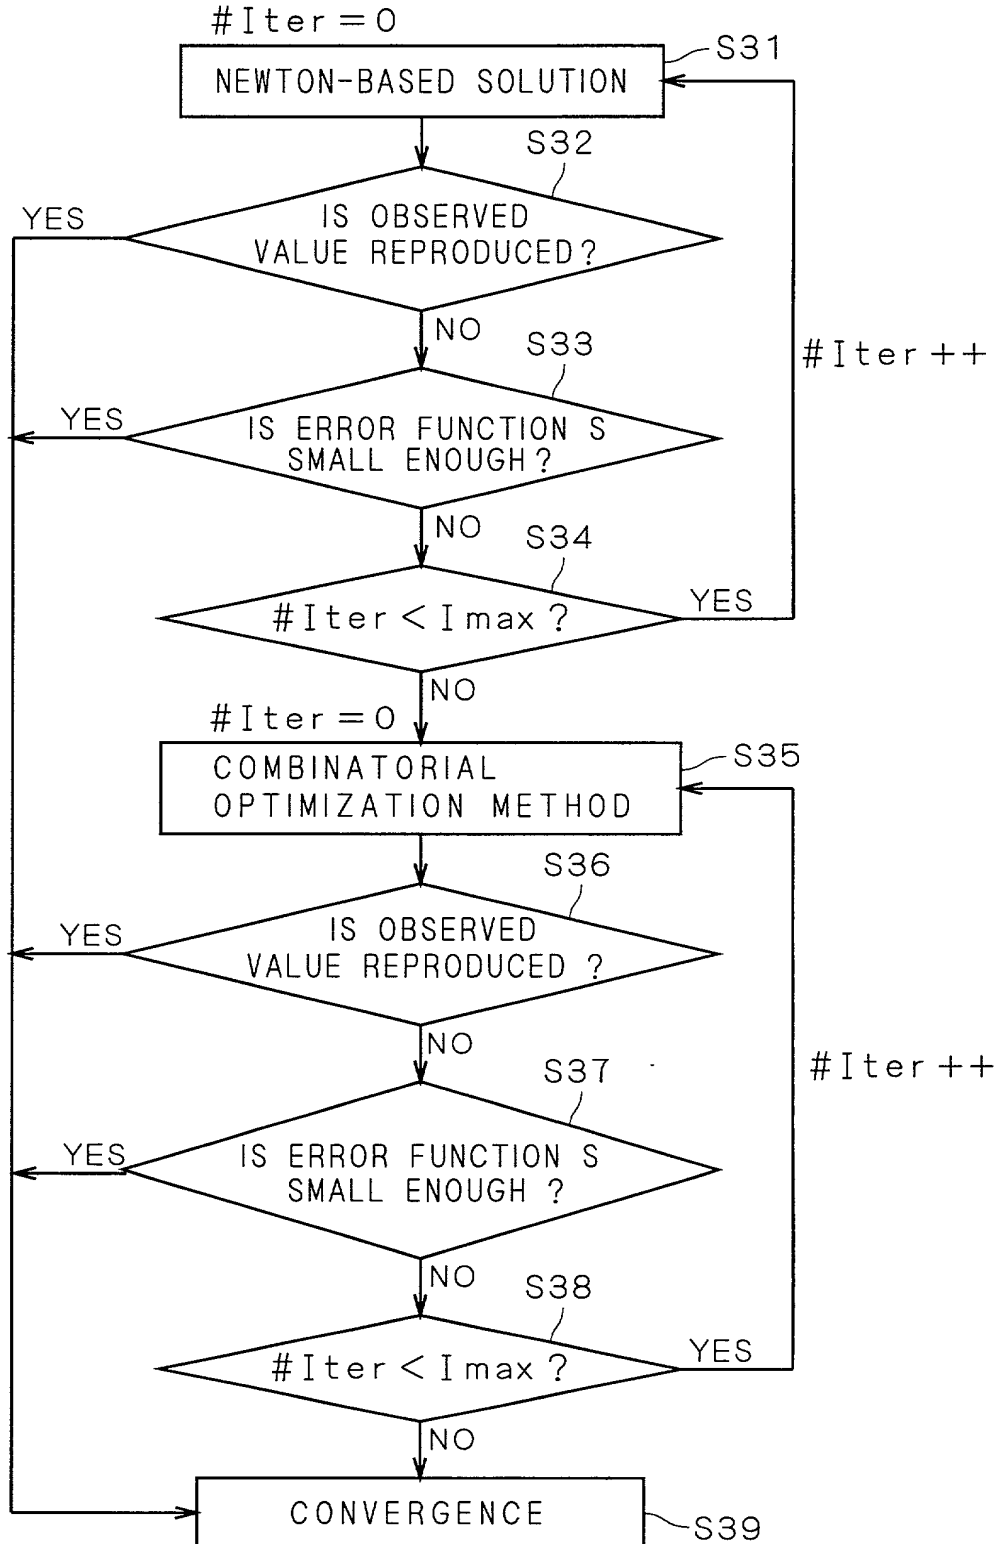 #Iter=0
S31
NEWTON-BASED SOLUTION
S32
YES
IS OBSERVED
VALUE REPRODUCED?
NO
S33
#Iter++
YES
IS ERROR FUNCTION S
SMALL ENOUGH?
NO
S34
#Iter<Imax?
YES
NO
#Iter=0
S35
COMBINATORIAL
OPTIMIZATION METHOD
S36
YES
IS OBSERVED
VALUE REPRODUCED ?
NO
S37
#Iter++
YES
IS ERROR FUNCTION S
SMALL ENOUGH ?
NO
S38
#Iter<Imax?
YES
NO
CONVERGENCE
S39